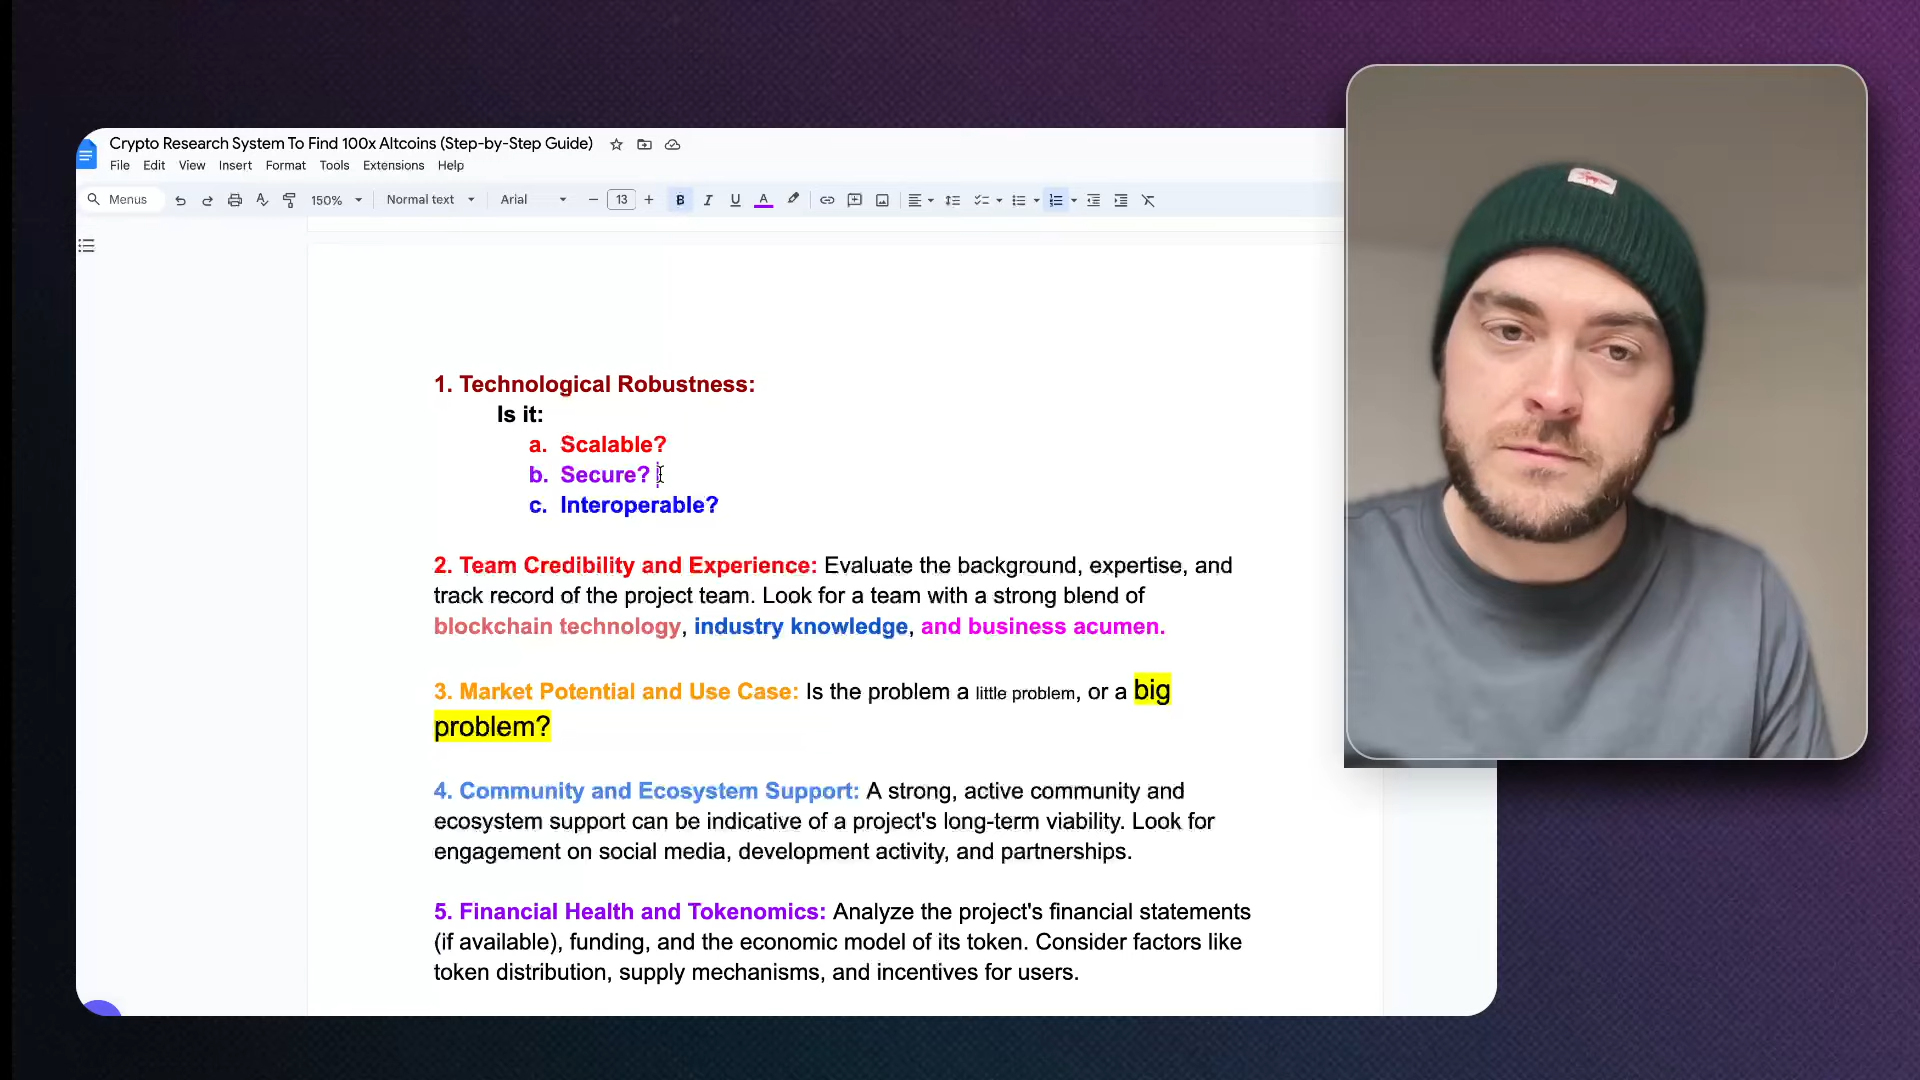 Crypto Research System To Find 100x Altcoins (Step-by-Step Guide)
File Edit View Insert Format Tools Extensions Help
Menus 150% Normal text Arial 13 B I U A
1. Technological Robustness:
Is it:
a. Scalable?
b. Secure?
c. Interoperable?
2. Team Credibility and Experience: Evaluate the background, expertise, and
track record of the project team. Look for a team with a strong blend of
blockchain technology, industry knowledge, and business acumen.
3. Market Potential and Use Case: Is the problem a little problem, or a big
problem?
4. Community and Ecosystem Support: A strong, active community and
ecosystem support can be indicative of a project's long-term viability. Look for
engagement on social media, development activity, and partnerships.
5. Financial Health and Tokenomics: Analyze the project's financial statements
(if available), funding, and the economic model of its token. Consider factors like
token distribution, supply mechanisms, and incentives for users.